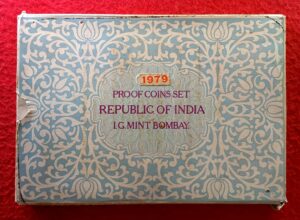 1979
PROOF COINS SET
REPUBLIC OF INDIA
I.G. MINT BOMBAY.